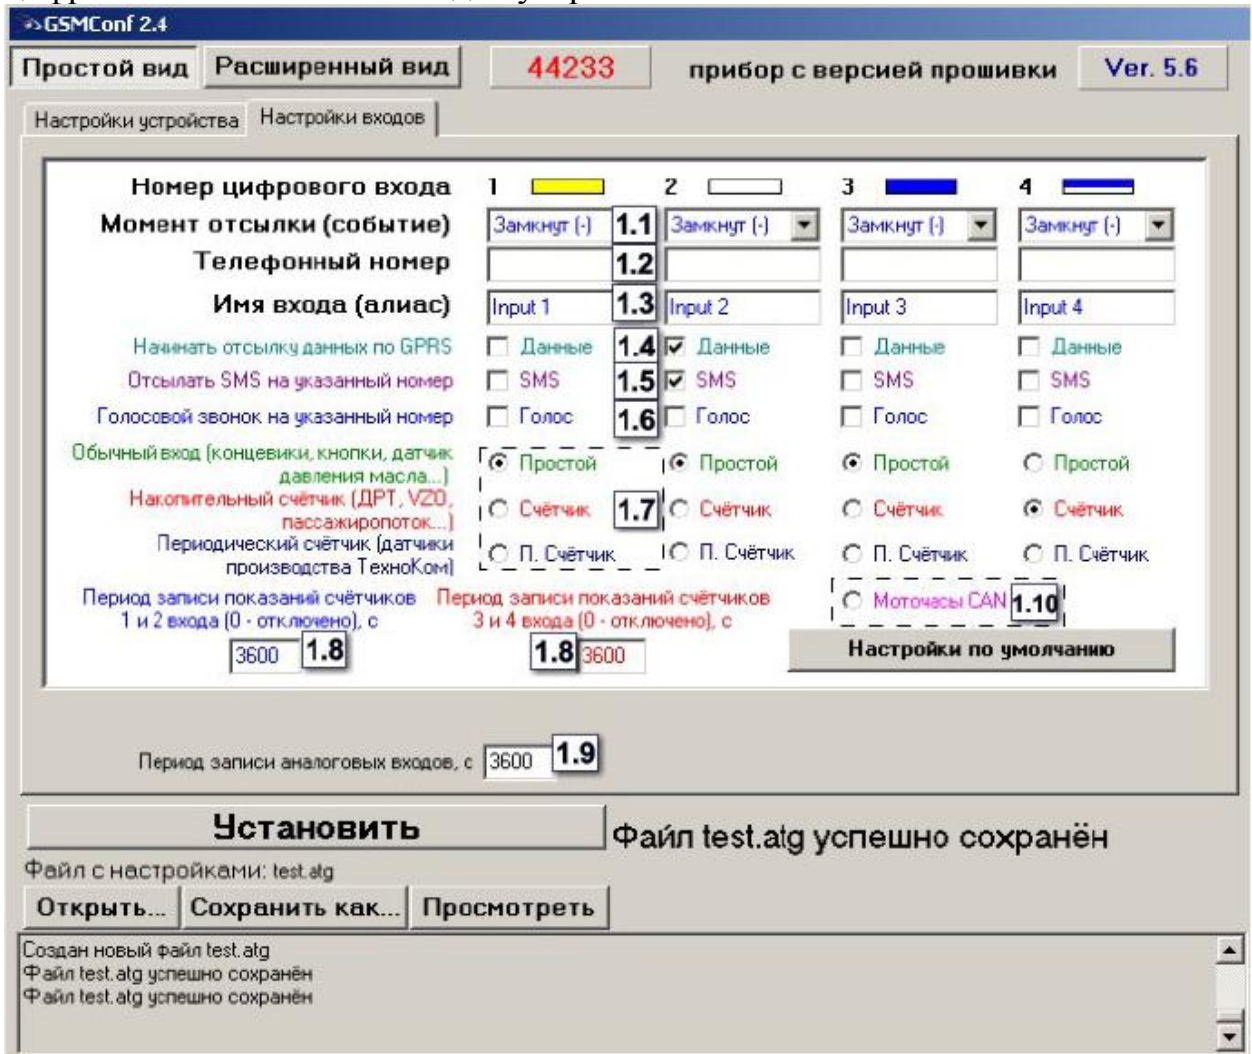 GSMConf 2.4
Простой вид Расширенный вид 44233 прибор с версией прошивки Ver. 5.6
Настройки устройства Настройки входов
Номер цифрового входа 1 2 3 4
Момент отсылки (событие) Замкнут (-) 1.1 Замкнут (-) Замкнут (-) Замкнут (-)
Телефонный номер 1.2
Имя входа (алиас) Input 1 1.3 Input 2 Input 3 Input 4
Начинать отсылку данных по GPRS Данные 1.4 Данные Данные Данные
Отсылать SMS на указанный номер SMS 1.5 SMS SMS SMS
Голосовой звонок на указанный номер Голос 1.6 Голос Голос Голос
Обычный вход (концевики, кнопки, датчик
давления масла...) Простой Простой Простой Простой
Накопительный счётчик (ДРТ, VZO,
пассажиропоток...) Счётчик 1.7 Счётчик Счётчик Счётчик
Периодический счётчик (датчики
производства ТехноКом) П. Счётчик П. Счётчик П. Счётчик П. Счётчик
Период записи показаний счётчиков
1 и 2 входа (0 - отключено), с
Период записи показаний счётчиков
3 и 4 входа (0 - отключено), с
Моточасы CAN 1.10
3600 1.8 1.8 3600 Настройки по умолчанию
Период записи аналоговых входов, с 3600 1.9
Установить Файл test.atg успешно сохранён
Файл с настройками: test.atg
Открыть... Сохранить как... Просмотреть
Создан новый файл test.atg
Файл test.atg успешно сохранён
Файл test.atg успешно сохранён